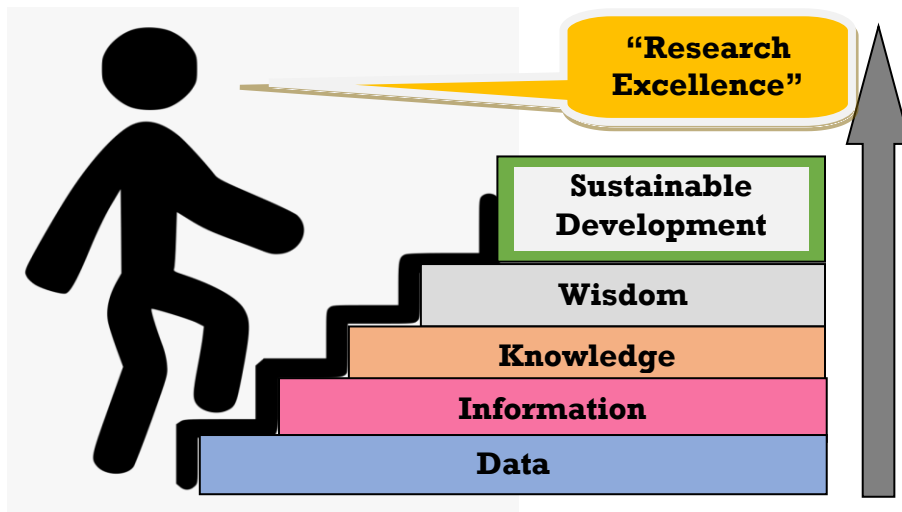 “Research
Excellence”
Sustainable
Development
Wisdom
Knowledge
Information
Data